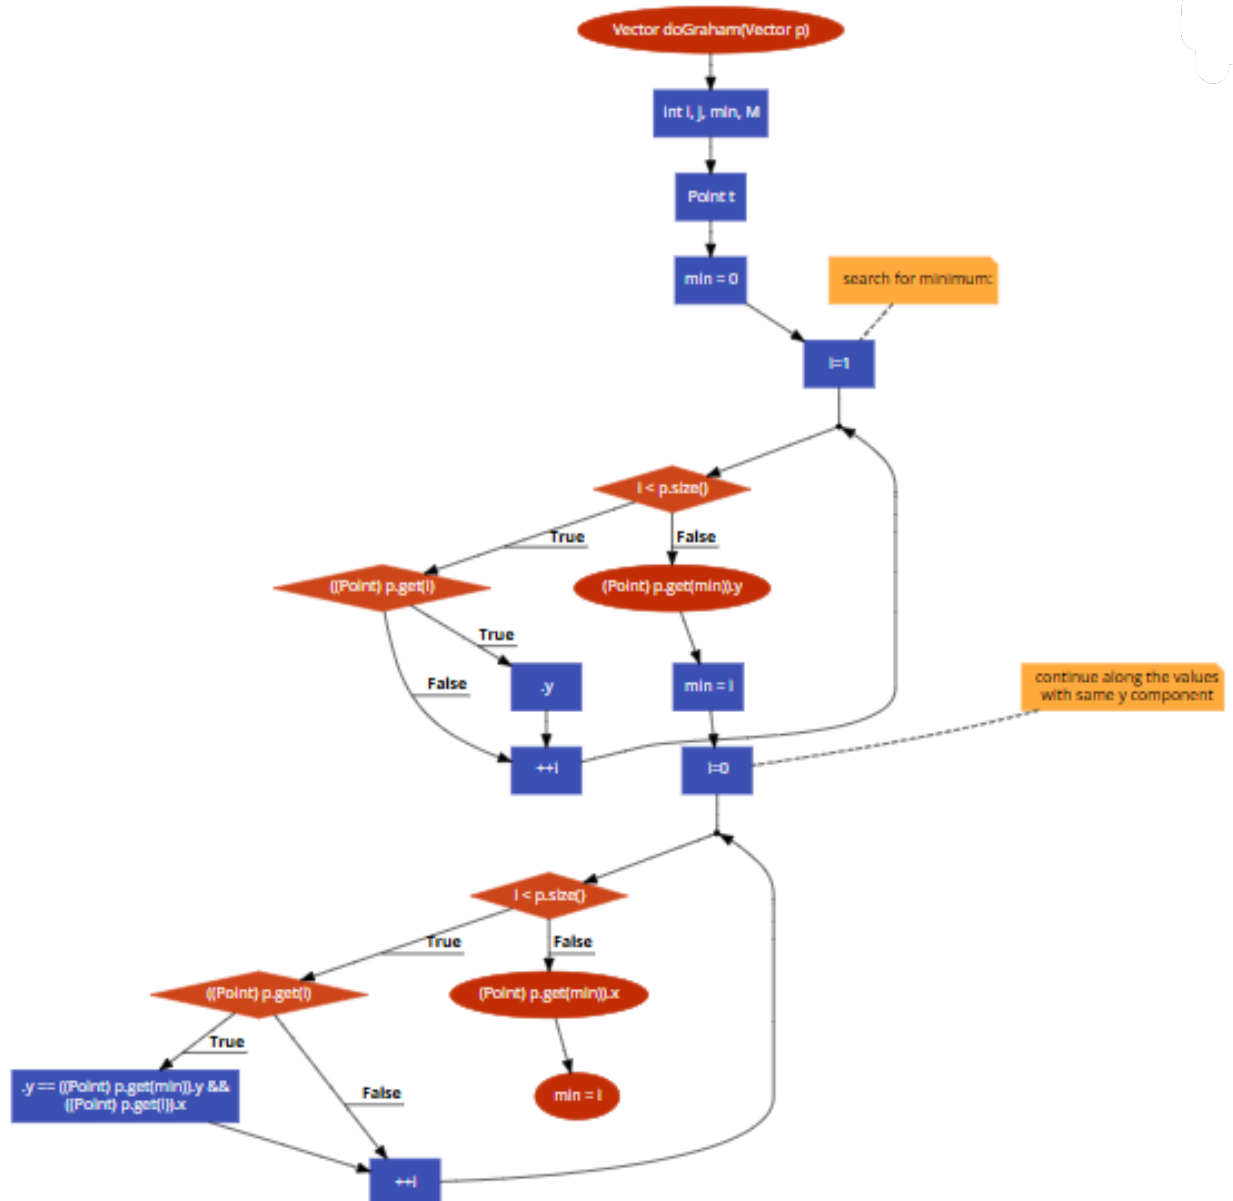 Vector doGraham(Vector p)
int i, j, min, M
Point t
min = 0
search for minimum:
i=1
i < p.size()
True
False
((Point) p.get(i)
(Point) p.get(min)).y
True
.y
min = i
False
continue along the values
with same y component
++i
i=0
i < p.size()
True
False
((Point) p.get(i)
(Point) p.get(min)).x
True
.y == ((Point) p.get(min)).y &&
((Point) p.get(i)).x
False
min = i
++i